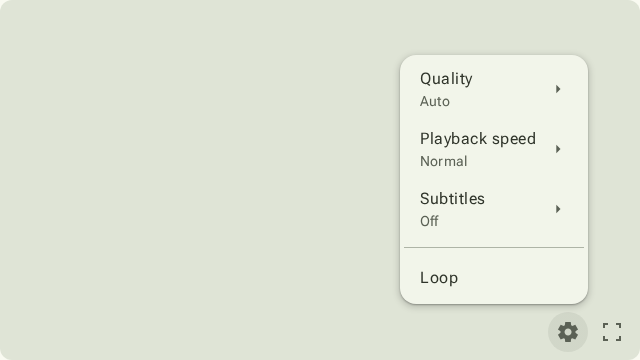 Quality
Auto
Playback speed
Normal
Subtitles
Off
Loop